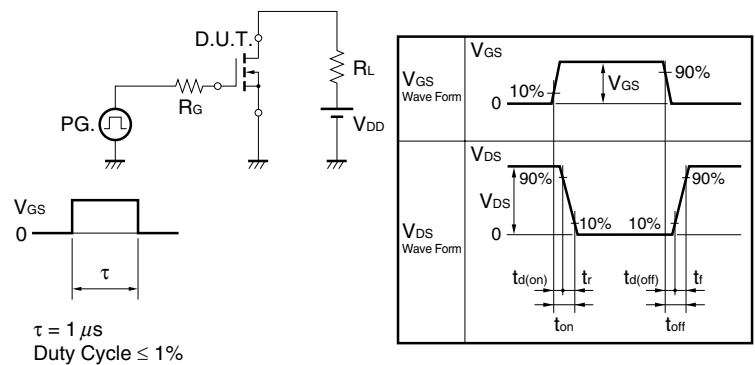 D.U.T.
RL
RG
PG.
VDD
VGS
0
τ
τ = 1 μs
Duty Cycle ≤ 1%
VGS
Wave Form
VGS
10%
VGS
90%
0
VDS
Wave Form
VDS
90%
90%
VDS
10%
10%
0
td(on)
tr
td(off)
tf
ton
toff